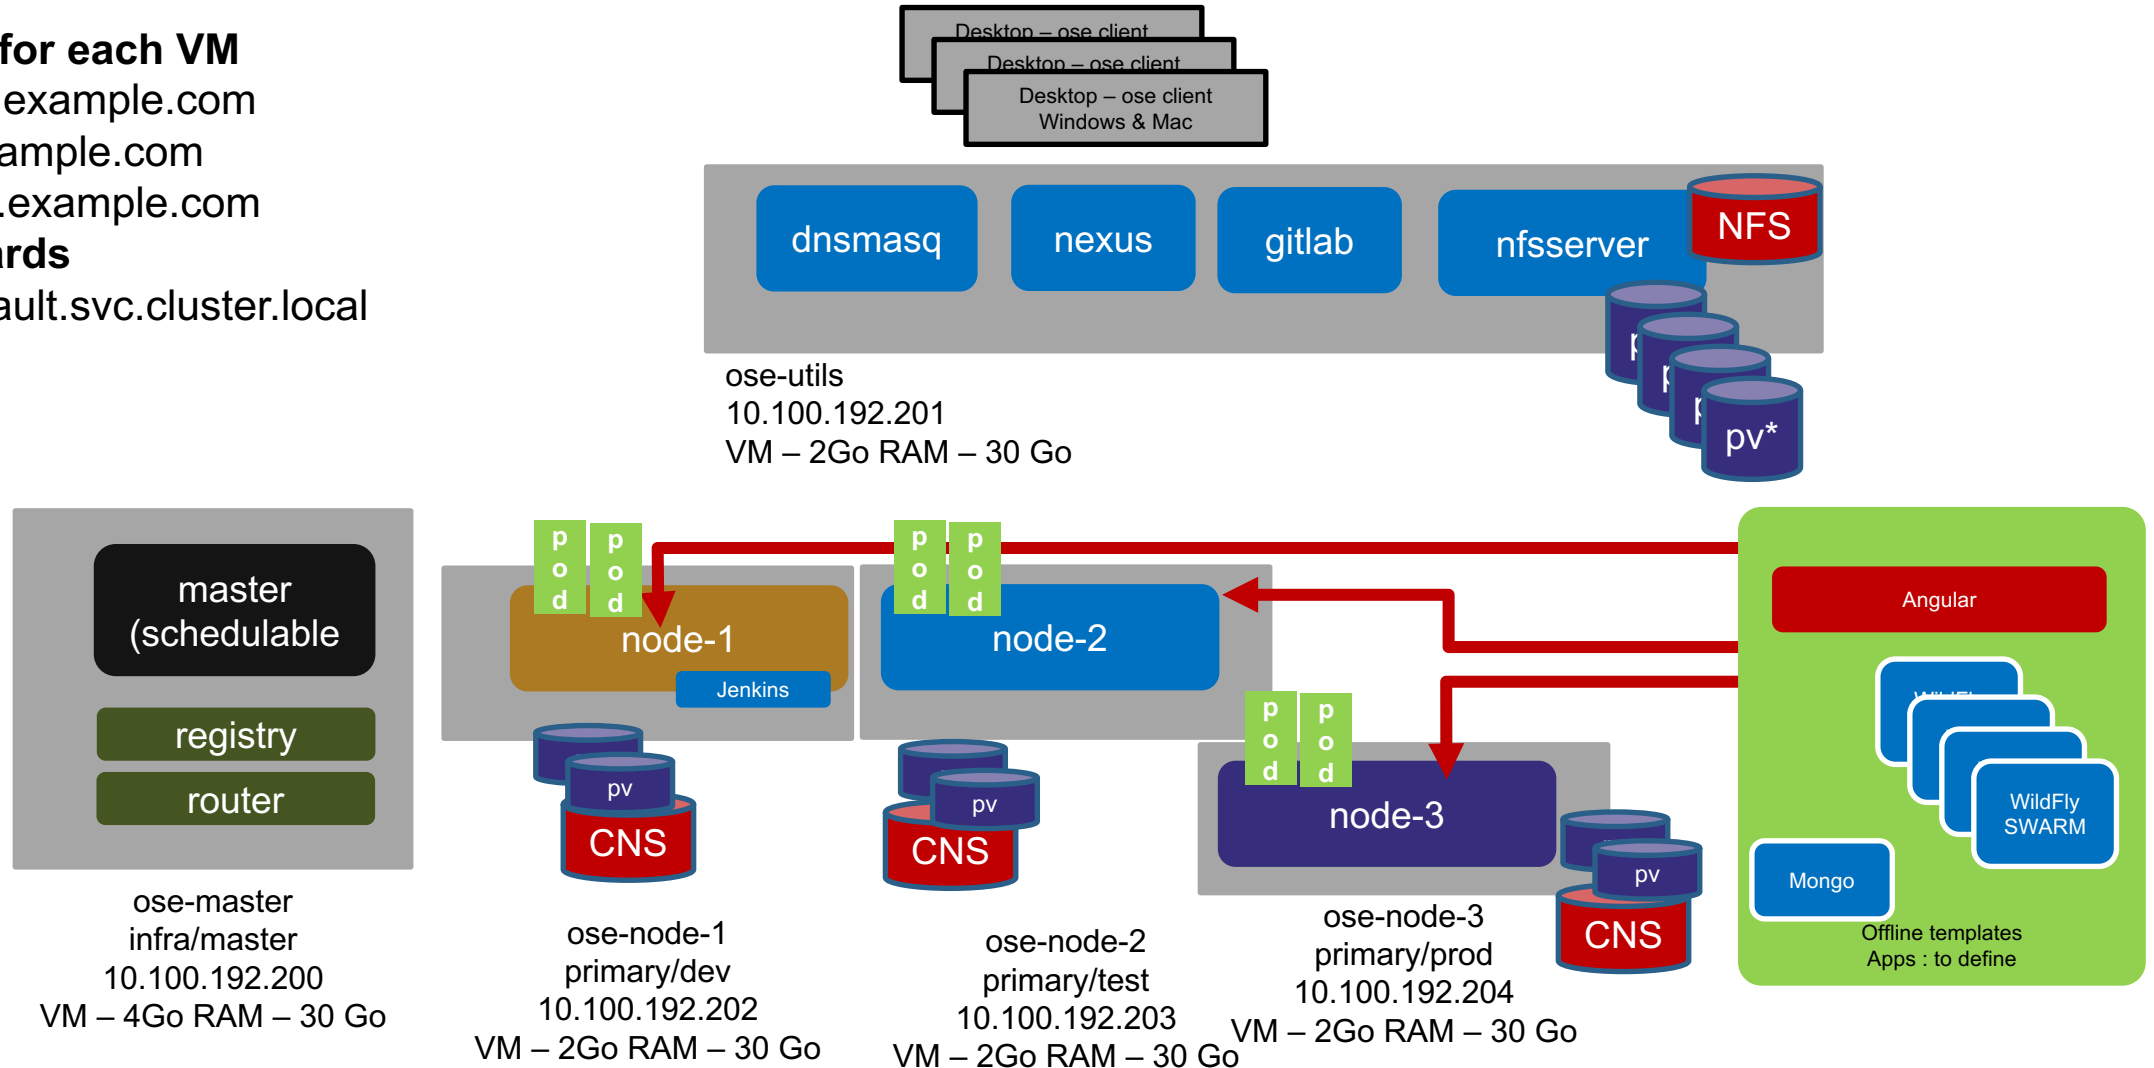 for each VM
.example.com
ample.com
.example.com
ards
ault.svc.cluster.local
Desktop – ose client
Desktop – ose client
Desktop – ose client
Windows & Mac
dnsmasq
nexus
gitlab
nfsserver
NFS
pv*
ose-utils
10.100.192.201
VM – 2Go RAM – 30 Go
master
(schedulable
registry
router
ose-master
infra/master
10.100.192.200
VM – 4Go RAM – 30 Go
pod
pod
node-1
Jenkins
pv
CNS
ose-node-1
primary/dev
10.100.192.202
VM – 2Go RAM – 30 Go
pod
pod
node-2
pv
CNS
ose-node-2
primary/test
10.100.192.203
VM – 2Go RAM – 30 Go
pod
pod
node-3
pv
CNS
ose-node-3
primary/prod
10.100.192.204
VM – 2Go RAM – 30 Go
Angular
WildFly
WildFly
SWARM
Mongo
Offline templates
Apps : to define